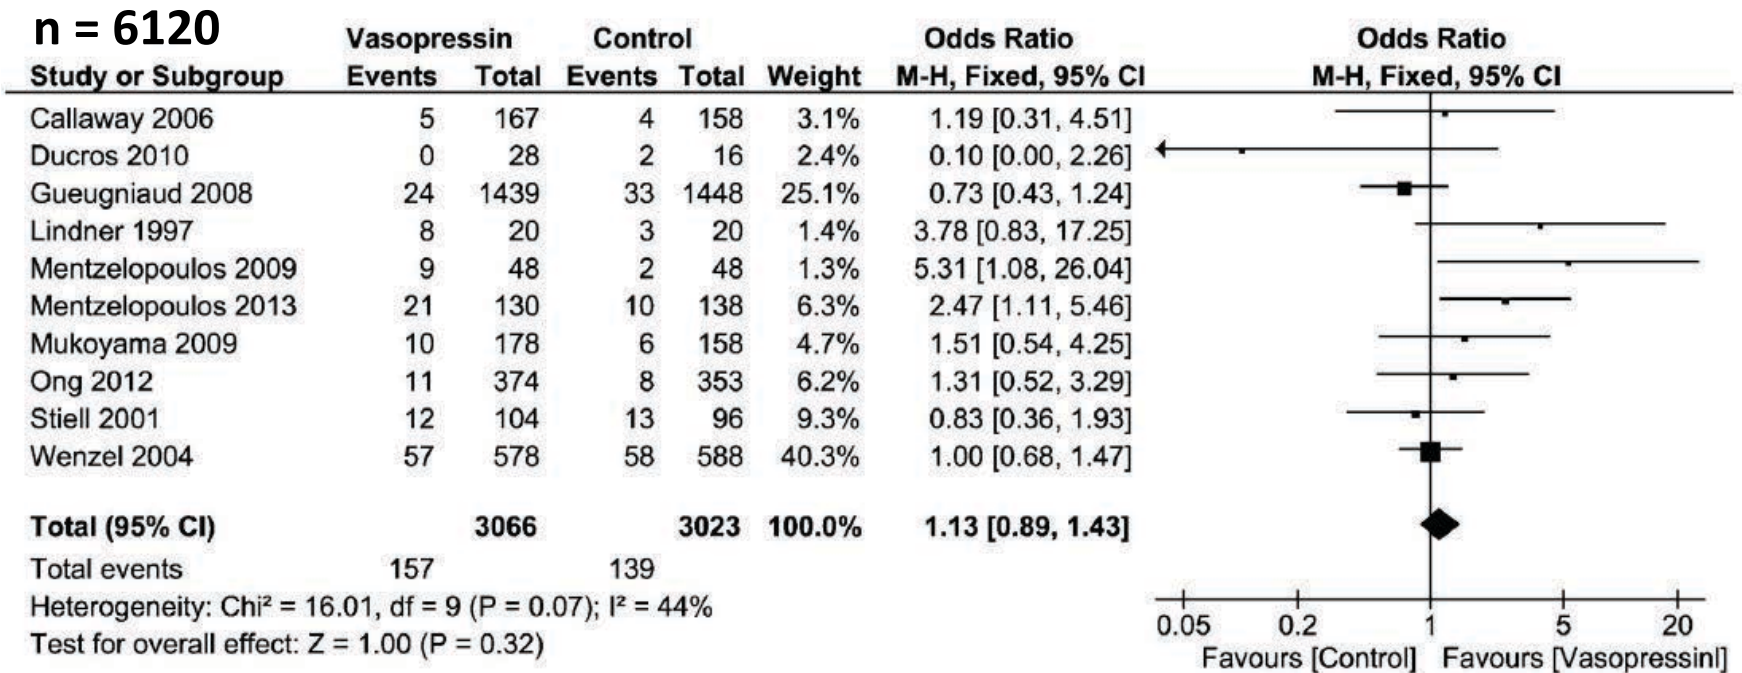 n = 6120
Vasopressin Control Odds Ratio Odds Ratio
Study or Subgroup Events Total Events Total Weight M-H, Fixed, 95% CI M-H, Fixed, 95% CI
Callaway 2006 5 167 4 158 3.1% 1.19 [0.31, 4.51]
Ducros 2010 0 28 2 16 2.4% 0.10 [0.00, 2.26]
Gueugniaud 2008 24 1439 33 1448 25.1% 0.73 [0.43, 1.24]
Lindner 1997 8 20 3 20 1.4% 3.78 [0.83, 17.25]
Mentzelopoulos 2009 9 48 2 48 1.3% 5.31 [1.08, 26.04]
Mentzelopoulos 2013 21 130 10 138 6.3% 2.47 [1.11, 5.46]
Mukoyama 2009 10 178 6 158 4.7% 1.51 [0.54, 4.25]
Ong 2012 11 374 8 353 6.2% 1.31 [0.52, 3.29]
Stiell 2001 12 104 13 96 9.3% 0.83 [0.36, 1.93]
Wenzel 2004 57 578 58 588 40.3% 1.00 [0.68, 1.47]
Total (95% CI) 3066 3023 100.0% 1.13 [0.89, 1.43]
Total events 157 139
Heterogeneity: Chi² = 16.01, df = 9 (P = 0.07); I² = 44%
Test for overall effect: Z = 1.00 (P = 0.32)
0.05 0.2 1 5 20
Favours [Control] Favours [Vasopressinl]